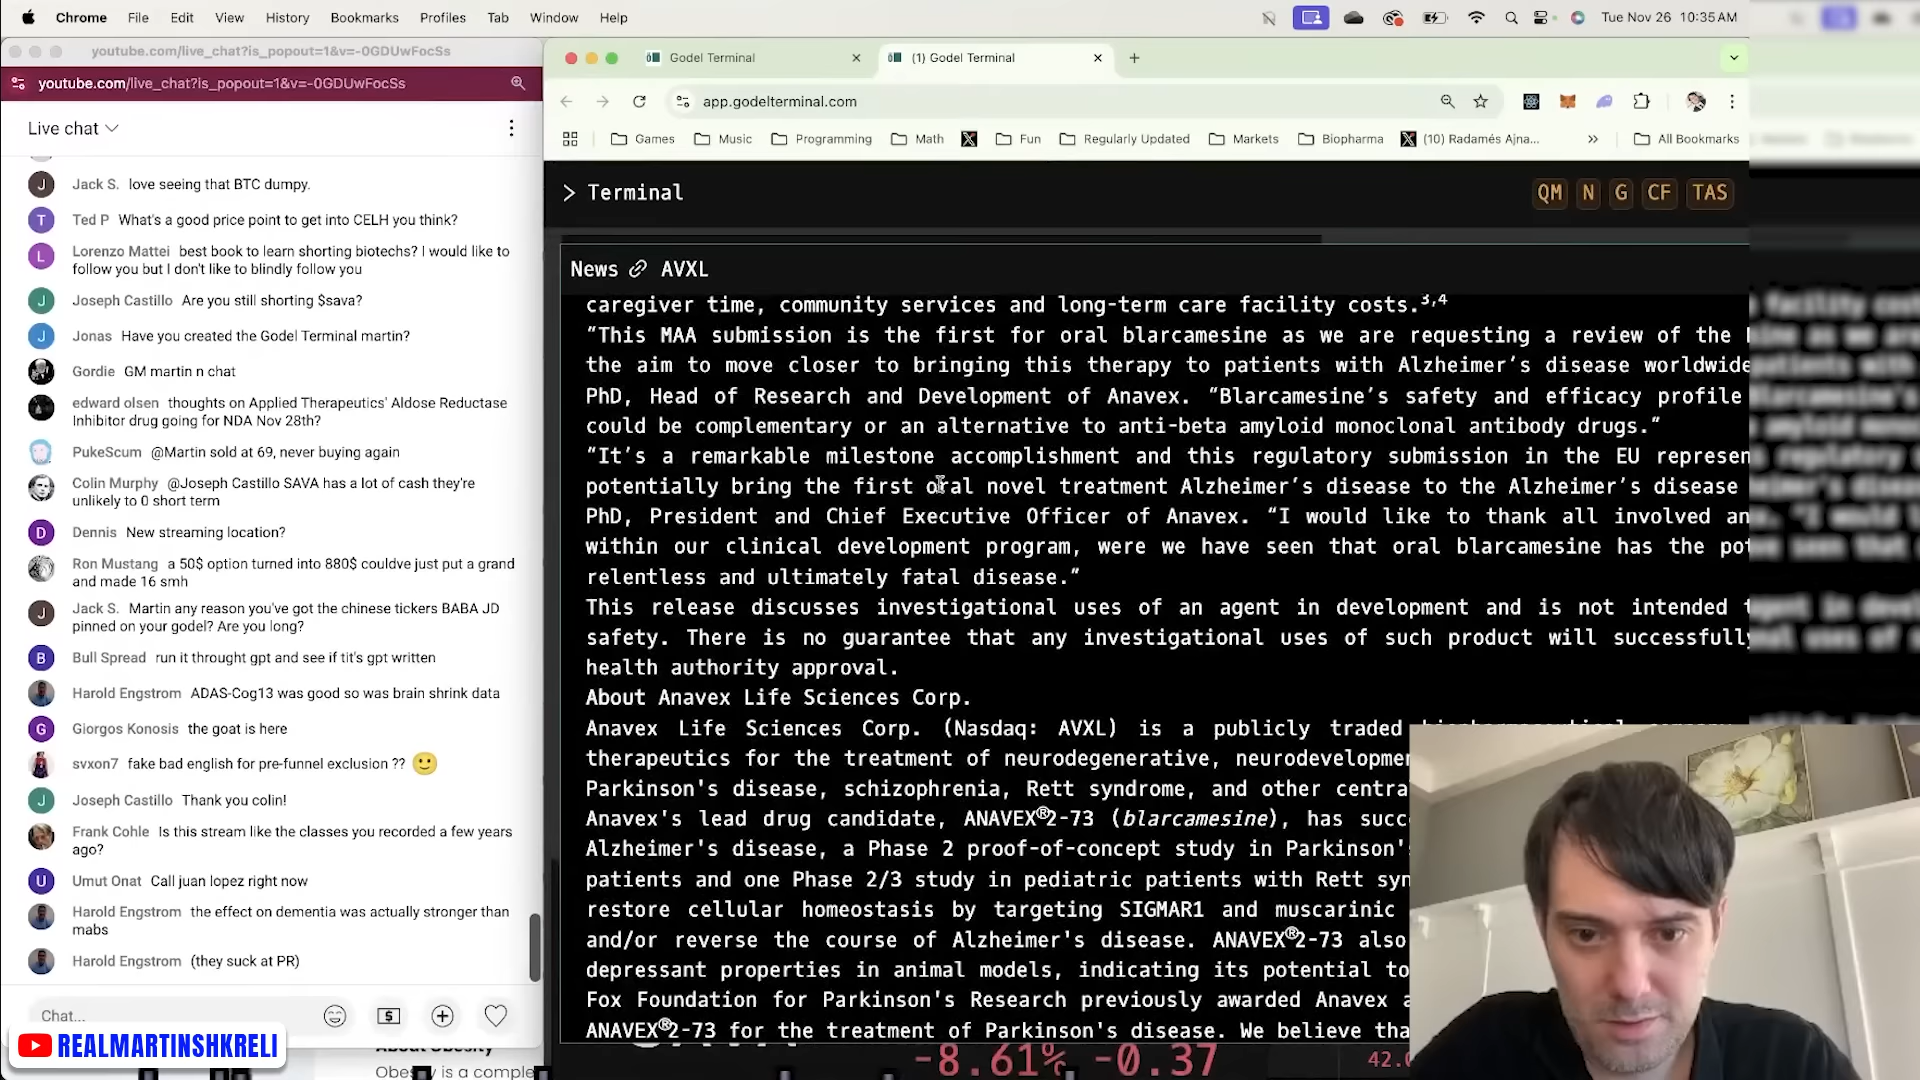 Chrome File Edit View History Bookmarks Profiles Tab Window Help
Tue Nov 26 10:35 AM
youtube.com/live_chat?is_popout=1&v=-0GDUwFocSs
youtube.com/live_chat?is_popout=1&v=-0GDUwFocSs
Live chat
Jack S. love seeing that BTC dumpy.
Ted P What's a good price point to get into CELH you think?
Lorenzo Mattei best book to learn shorting biotechs? I would like to
follow you but I don't like to blindly follow you
Joseph Castillo Are you still shorting $sava?
Jonas Have you created the Godel Terminal martin?
Gordie GM martin n chat
edward olsen thoughts on Applied Therapeutics' Aldose Reductase
Inhibitor drug going for NDA Nov 28th?
PukeScum @Martin sold at 69, never buying again
Colin Murphy @Joseph Castillo SAVA has a lot of cash they're
unlikely to 0 short term
Dennis New streaming location?
Ron Mustang a 50$ option turned into 880$ couldve just put a grand
and made 16 smh
Jack S. Martin any reason you've got the chinese tickers BABA JD
pinned on your godel? Are you long?
Bull Spread run it throught gpt and see if tit's gpt written
Harold Engstrom ADAS-Cog13 was good so was brain shrink data
Giorgos Konosis the goat is here
svxon7 fake bad english for pre-funnel exclusion ?? 🙂
Joseph Castillo Thank you colin!
Frank Cohle Is this stream like the classes you recorded a few years
ago?
Umut Onat Call juan lopez right now
Harold Engstrom the effect on dementia was actually stronger than
mabs
Harold Engstrom (they suck at PR)
Chat...
REALMARTINSHKRELI
About Obesity
Obesity is a comple
Godel Terminal
(1) Godel Terminal
app.godelterminal.com
Games Music Programming Math Fun Regularly Updated Markets Biopharma (10) Radamés Ajna... » All Bookmarks
> Terminal
QM N G CF TAS
News AVXL
caregiver time, community services and long-term care facility costs.3,4
“This MAA submission is the first for oral blarcamesine as we are requesting a review of the
the aim to move closer to bringing this therapy to patients with Alzheimer’s disease worldwide
PhD, Head of Research and Development of Anavex. “Blarcamesine’s safety and efficacy profile
could be complementary or an alternative to anti-beta amyloid monoclonal antibody drugs.”
“It’s a remarkable milestone accomplishment and this regulatory submission in the EU represen
potentially bring the first oral novel treatment Alzheimer’s disease to the Alzheimer’s disease
PhD, President and Chief Executive Officer of Anavex. “I would like to thank all involved an
within our clinical development program, were we have seen that oral blarcamesine has the pot
relentless and ultimately fatal disease.”
This release discusses investigational uses of an agent in development and is not intended t
safety. There is no guarantee that any investigational uses of such product will successfully
health authority approval.
About Anavex Life Sciences Corp.
Anavex Life Sciences Corp. (Nasdaq: AVXL) is a publicly traded biopharmaceutical company
therapeutics for the treatment of neurodegenerative, neurodevelopmen
Parkinson's disease, schizophrenia, Rett syndrome, and other centra
Anavex's lead drug candidate, ANAVEX®2-73 (blarcamesine), has succ
Alzheimer's disease, a Phase 2 proof-of-concept study in Parkinson's
patients and one Phase 2/3 study in pediatric patients with Rett syn
restore cellular homeostasis by targeting SIGMAR1 and muscarinic
and/or reverse the course of Alzheimer's disease. ANAVEX®2-73 also
depressant properties in animal models, indicating its potential to
Fox Foundation for Parkinson's Research previously awarded Anavex a
ANAVEX®2-73 for the treatment of Parkinson's disease. We believe tha
-8.61% -0.37